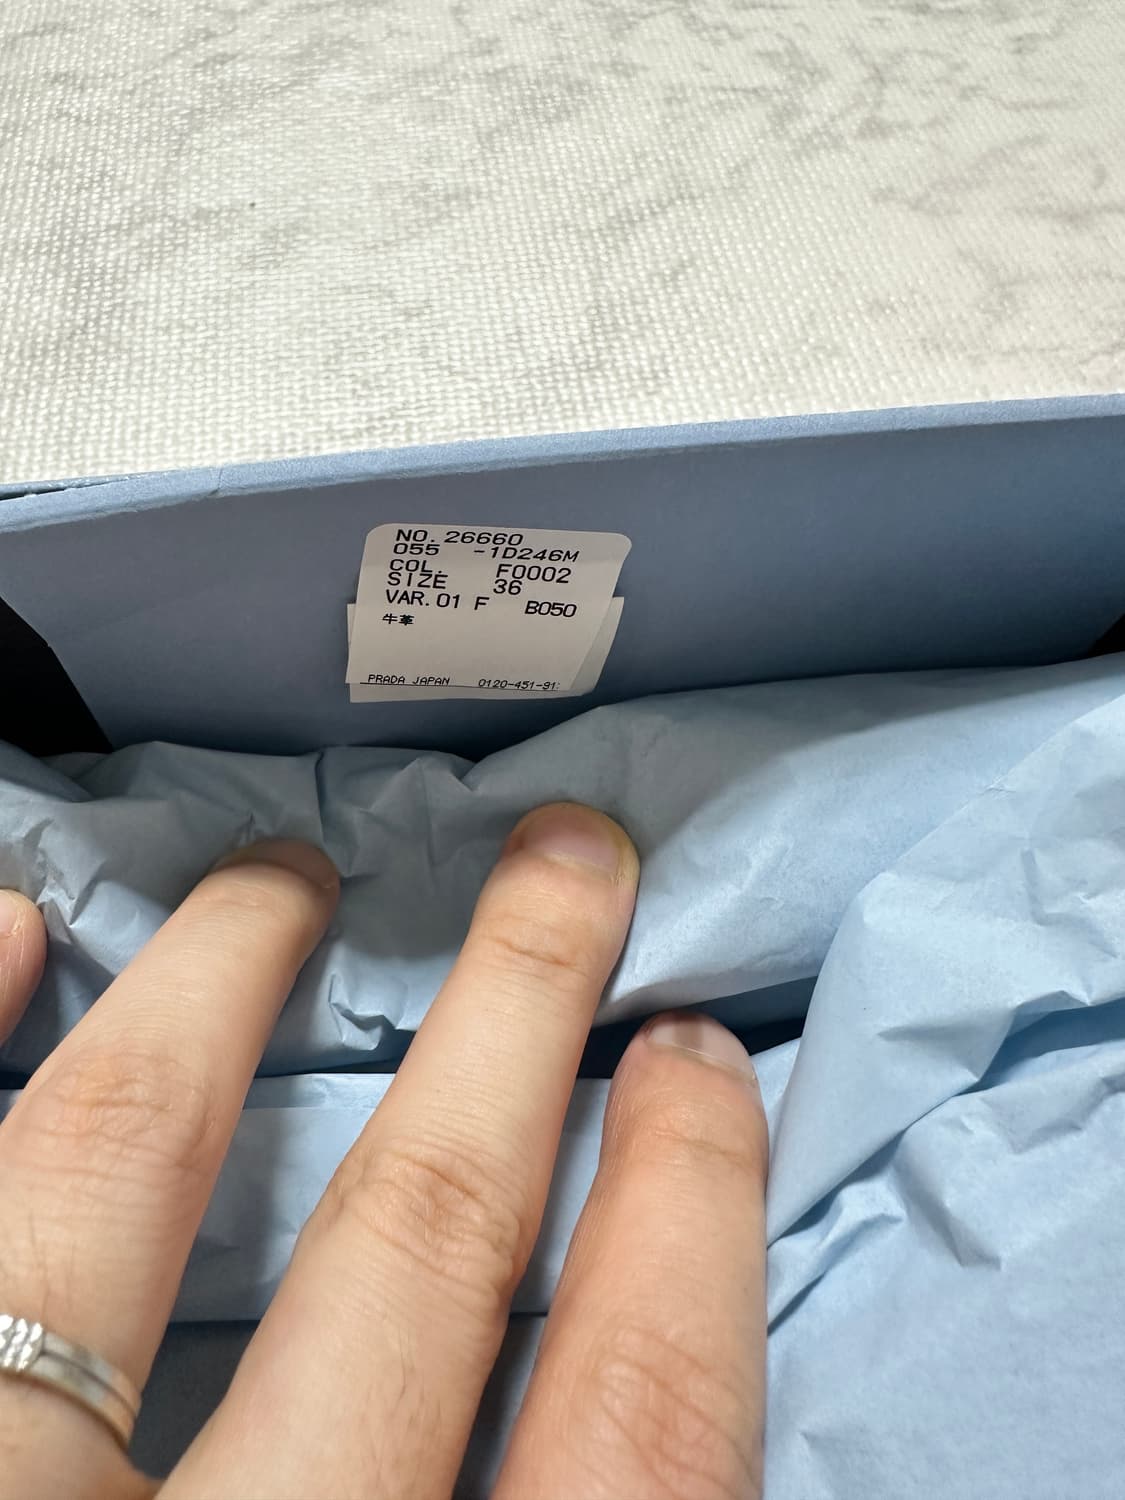 NO. 26660
055 -1D246M
COL. F0002
SIZE 36
VAR. 01 F B050
牛革
PRADA JAPAN 0120-451-91